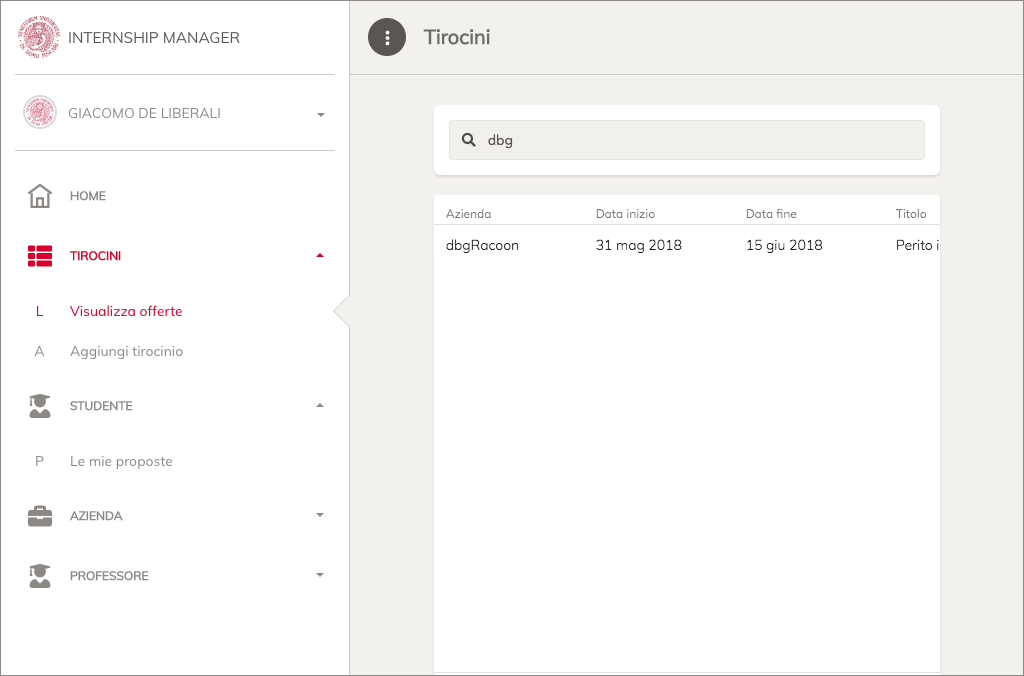 INTERNSHIP MANAGER
GIACOMO DE LIBERALI
HOME
TIROCINI
L Visualizza offerte
A Aggiungi tirocinio
STUDENTE
P Le mie proposte
AZIENDA
PROFESSORE
Tirocini
dbg
Azienda Data inizio Data fine Titolo
dbgRacoon 31 mag 2018 15 giu 2018 Perito i